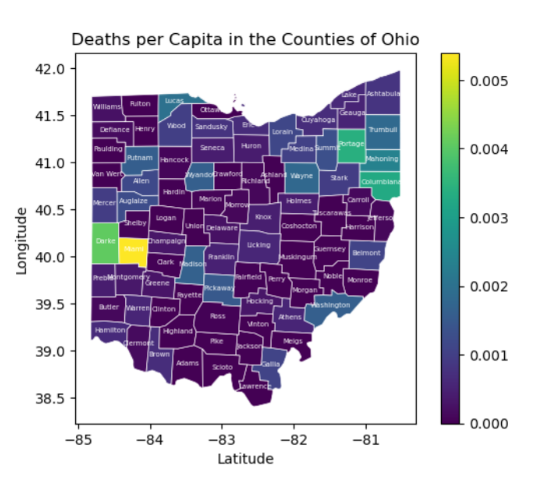 Deaths per Capita in the Counties of Ohio
42.0
41.5
41.0
40.5
40.0
39.5
39.0
38.5
Longitude
−85
−84
−83
−82
−81
Latitude
0.005
0.004
0.003
0.002
0.001
0.000
Williams Fulton Lucas Ottaw Lake Ashtabula
Geauga
Defiance Henry Wood Sandusky Erie Lorain Cuyahoga Trumbull
Paulding Putnam Hancock Seneca Huron Medina Summit Portage Mahoning
Van Wert Allen Wyandot Crawford Richland Ashland Wayne Stark Columbiana
Mercer Auglaize Hardin Marion Morrow Holmes Carroll
Shelby Logan Union Delaware Knox Coshocton Tuscarawas Harrison Jefferson
Darke Miami Champaign Madison Franklin Licking Muskingum Guernsey Belmont
Preble Montgomery Clark Greene Fayette Pickaway Fairfield Perry Morgan Noble Monroe
Butler Warren Clinton Ross Hocking Athens Washington
Hamilton Clermont Highland Pike Vinton Meigs
Brown Adams Scioto Jackson Gallia
Lawrence